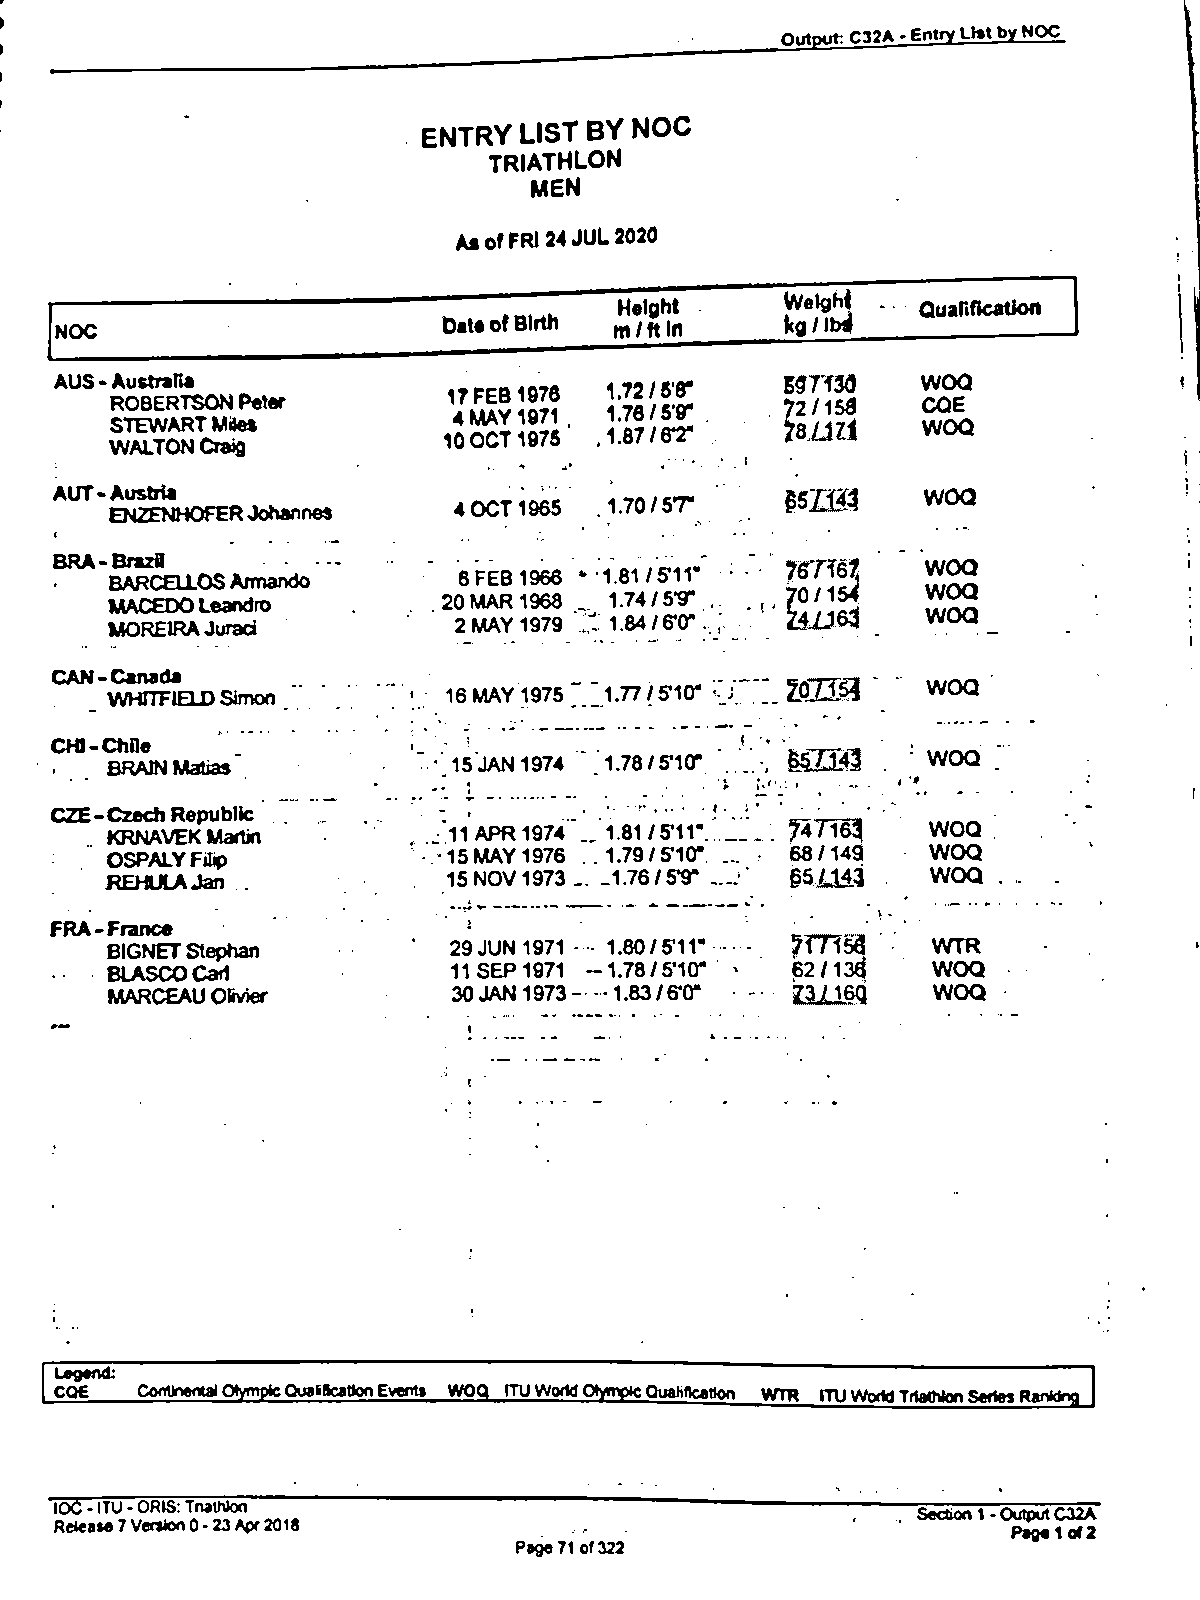 Output: C32A - Entry List by NOC
ENTRY LIST BY NOC
TRIATHLON
MEN
As of FRI 24 JUL 2020
NOC Date of Birth Height m / ft in Weight kg / lbs Qualification
AUS - Australia
ROBERTSON Peter 17 FEB 1976 1.72 / 5'8" 59 / 130 WOQ
STEWART Miles 4 MAY 1971 1.76 / 5'9" 72 / 158 CQE
WALTON Craig 10 OCT 1975 1.87 / 6'2" 78 / 171 WOQ
AUT - Austria
ENZENHOFER Johannes 4 OCT 1965 1.70 / 5'7" 65 / 143 WOQ
BRA - Brazil
BARCELLOS Armando 6 FEB 1966 1.81 / 5'11" 76 / 167 WOQ
MACEDO Leandro 20 MAR 1968 1.74 / 5'9" 70 / 154 WOQ
MOREIRA Juraci 2 MAY 1979 1.84 / 6'0" 74 / 163 WOQ
CAN - Canada
WHITFIELD Simon 16 MAY 1975 1.77 / 5'10" 70 / 154 WOQ
CHI - Chile
BRAIN Matias 15 JAN 1974 1.78 / 5'10" 65 / 143 WOQ
CZE - Czech Republic
KRNAVEK Martin 11 APR 1974 1.81 / 5'11" 74 / 163 WOQ
OSPALY Filip 15 MAY 1976 1.79 / 5'10" 68 / 149 WOQ
REHULA Jan 15 NOV 1973 1.76 / 5'9" 65 / 143 WOQ
FRA - France
BIGNET Stephan 29 JUN 1971 1.80 / 5'11" 71 / 156 WTR
BLASCO Carl 11 SEP 1971 1.78 / 5'10" 62 / 136 WOQ
MARCEAU Olivier 30 JAN 1973 1.83 / 6'0" 73 / 160 WOQ
Legend:
CQE Continental Olympic Qualification Events WOQ ITU World Olympic Qualification WTR ITU World Triathlon Series Ranking
IOC - ITU - ORIS: Triathlon
Release 7 Version 0 - 23 Apr 2018
Section 1 - Output C32A
Page 1 of 2
Page 71 of 322